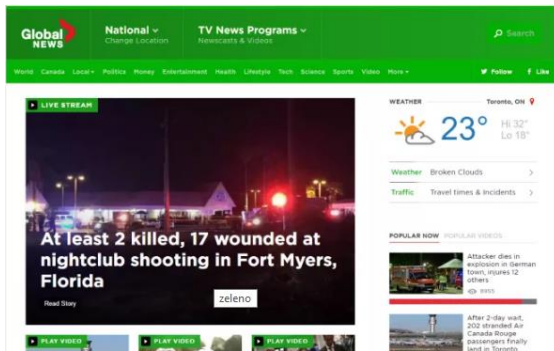 Global
NEWS
National
Change Location
TV News Programs
Newscasts & Videos
Search
World Canada Local Politics Money Entertainment Health Lifestyle Tech Science Sports Video More
Follow Like
LIVE STREAM
At least 2 killed, 17 wounded at
nightclub shooting in Fort Myers,
Florida
Read Story
zeleno
PLAY VIDEO
PLAY VIDEO
PLAY VIDEO
WEATHER Toronto, ON
23° Hi 32°
Lo 18°
Weather Broken Clouds
Traffic Travel times & Incidents
POPULAR NOW POPULAR VIDEOS
Attacker dies in
explosion in German
town, injures 12
others
9955
After 2-day wait,
202 stranded Air
Canada Rouge
passengers finally
land in Toronto